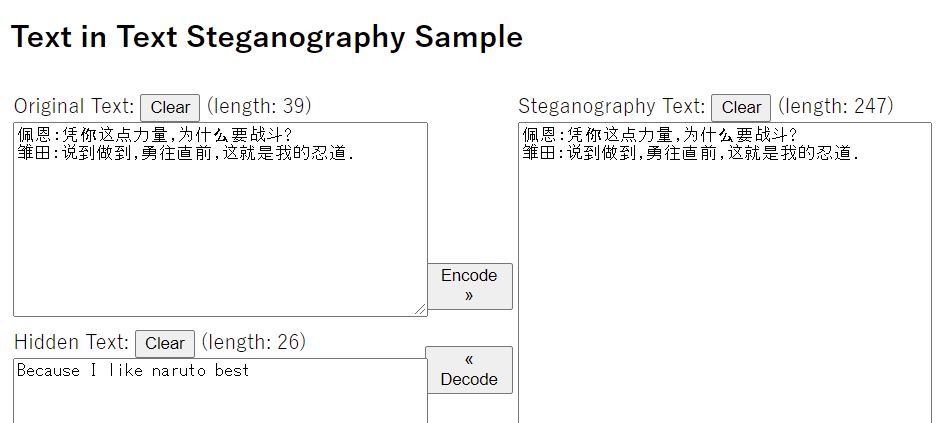 Text in Text Steganography Sample
Original Text: Clear (length: 39)
佩恩:凭你这点力量,为什么要战斗?
雏田:说到做到,勇往直前,这就是我的忍道.
Encode »
Hidden Text: Clear (length: 26)
Because I like naruto best
« Decode
Steganography Text: Clear (length: 247)
佩恩:凭你这点力量,为什么要战斗?
雏田:说到做到,勇往直前,这就是我的忍道.